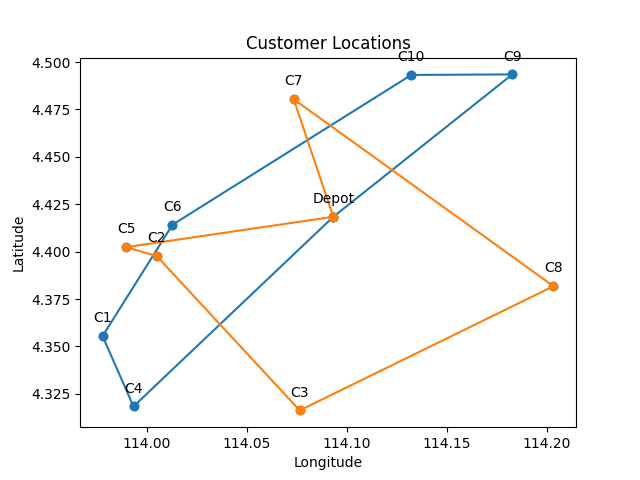 Customer Locations
4.500
4.475
4.450
4.425
4.400
4.375
4.350
4.325
Latitude
C10
C9
C7
Depot
C6
C5
C2
C8
C1
C4
C3
114.00
114.05
114.10
114.15
114.20
Longitude